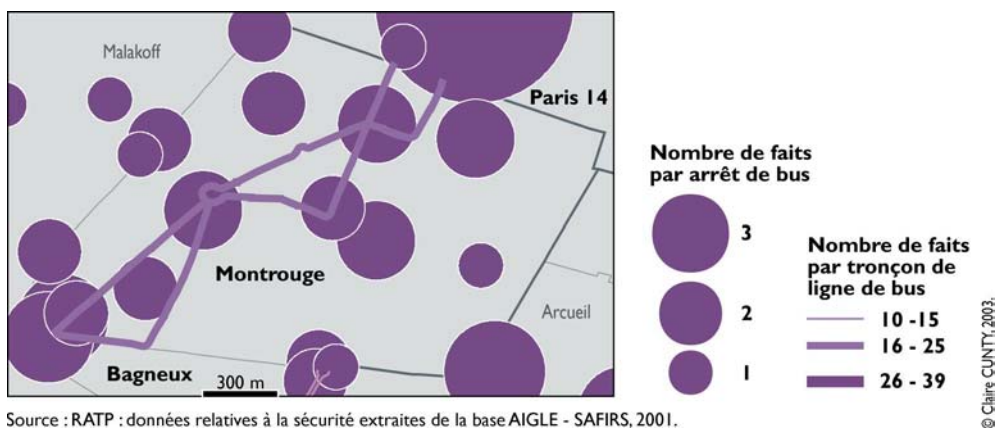 Malakoff
Paris 14
Montrouge
Arcueil
Bagneux
300 m
Nombre de faits
par arrêt de bus
3
2
1
Nombre de faits
par tronçon de
ligne de bus
10 -15
16 - 25
26 - 39
© Claire CUNTY, 2003.
Source : RATP : données relatives à la sécurité extraites de la base AIGLE - SAFIRS, 2001.